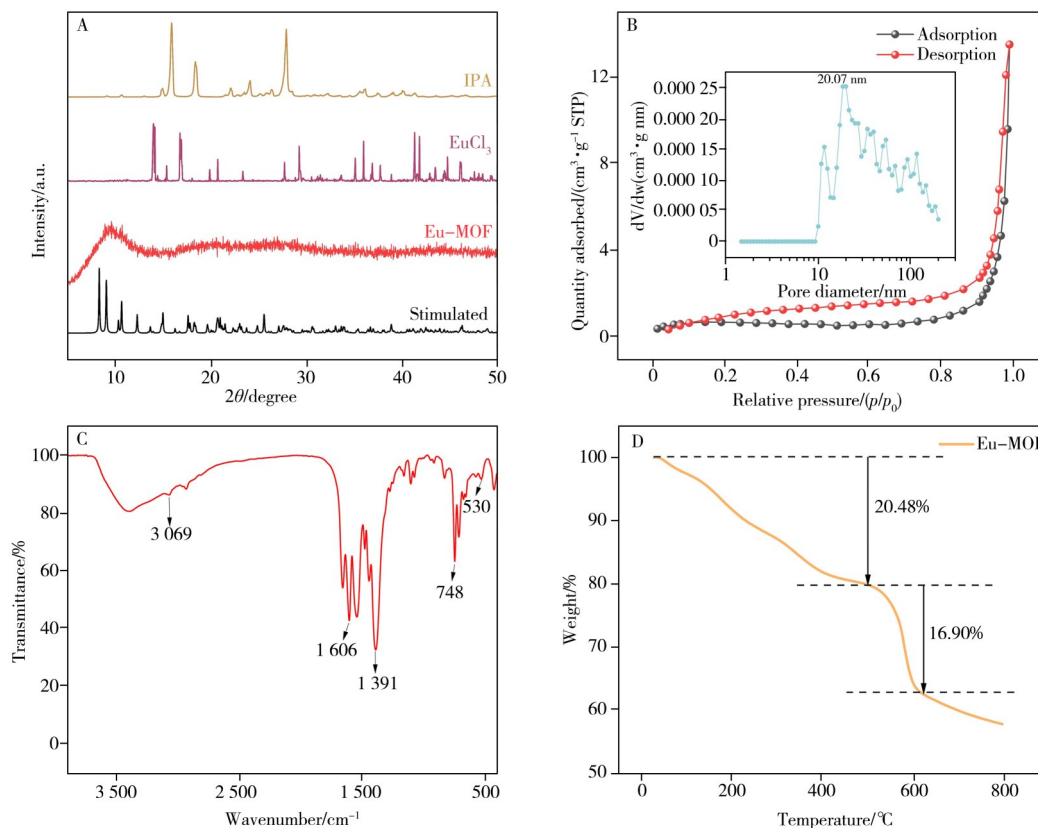 A
IPA
EuCl₃
Eu-MOF
Stimulated
Intensity/a.u.
10
20
30
40
50
2θ/degree
B
Adsorption
Desorption
12
8
4
0
Quantity adsorbed/(cm³·g⁻¹ STP)
20.07 nm
0.000 25
0.000 20
0.000 15
0.000 10
0.000 05
0
dV/dw(cm³·g nm)
1
10
100
Pore diameter/nm
0
0.2
0.4
0.6
0.8
1.0
Relative pressure/(p/p₀)
C
100
80
60
40
20
0
Transmittance/%
3 069
1 606
1 391
748
530
3 500
2 500
1 500
500
Wavenumber/cm⁻¹
D
Eu-MOF
100
90
80
70
60
50
Weight/%
20.48%
16.90%
0
200
400
600
800
Temperature/℃